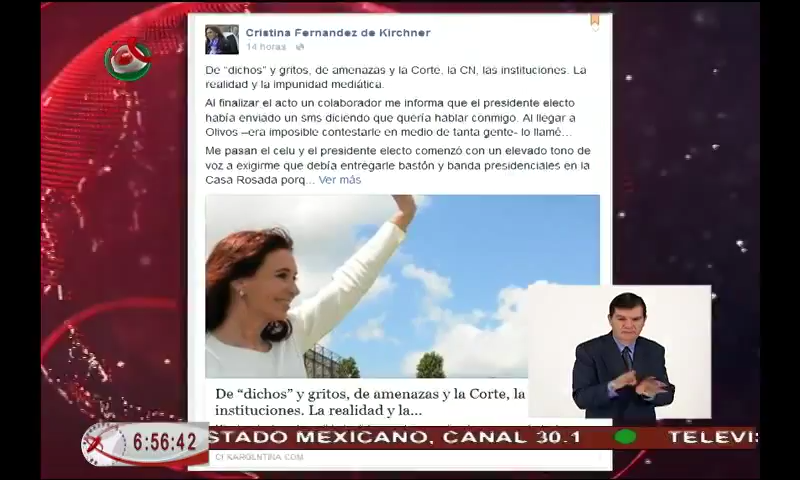 Cristina Fernandez de Kirchner
14 horas
De "dichos" y gritos, de amenazas y la Corte, la CN, las instituciones. La
realidad y la impunidad mediática.
Al finalizar el acto un colaborador me informa que el presidente electo
había enviado un sms diciendo que quería hablar conmigo. Al llegar a
Olivos –era imposible contestarle en medio de tanta gente- lo llamé…
Me pasan el celu y el presidente electo comenzó con un elevado tono de
voz a exigirme que debía entregarle bastón y banda presidenciales en la
Casa Rosada porq... Ver más
De “dichos” y gritos, de amenazas y la Corte, la
instituciones. La realidad y la...
6:56:42
STADO MEXICANO, CANAL 30.1
TELEVI